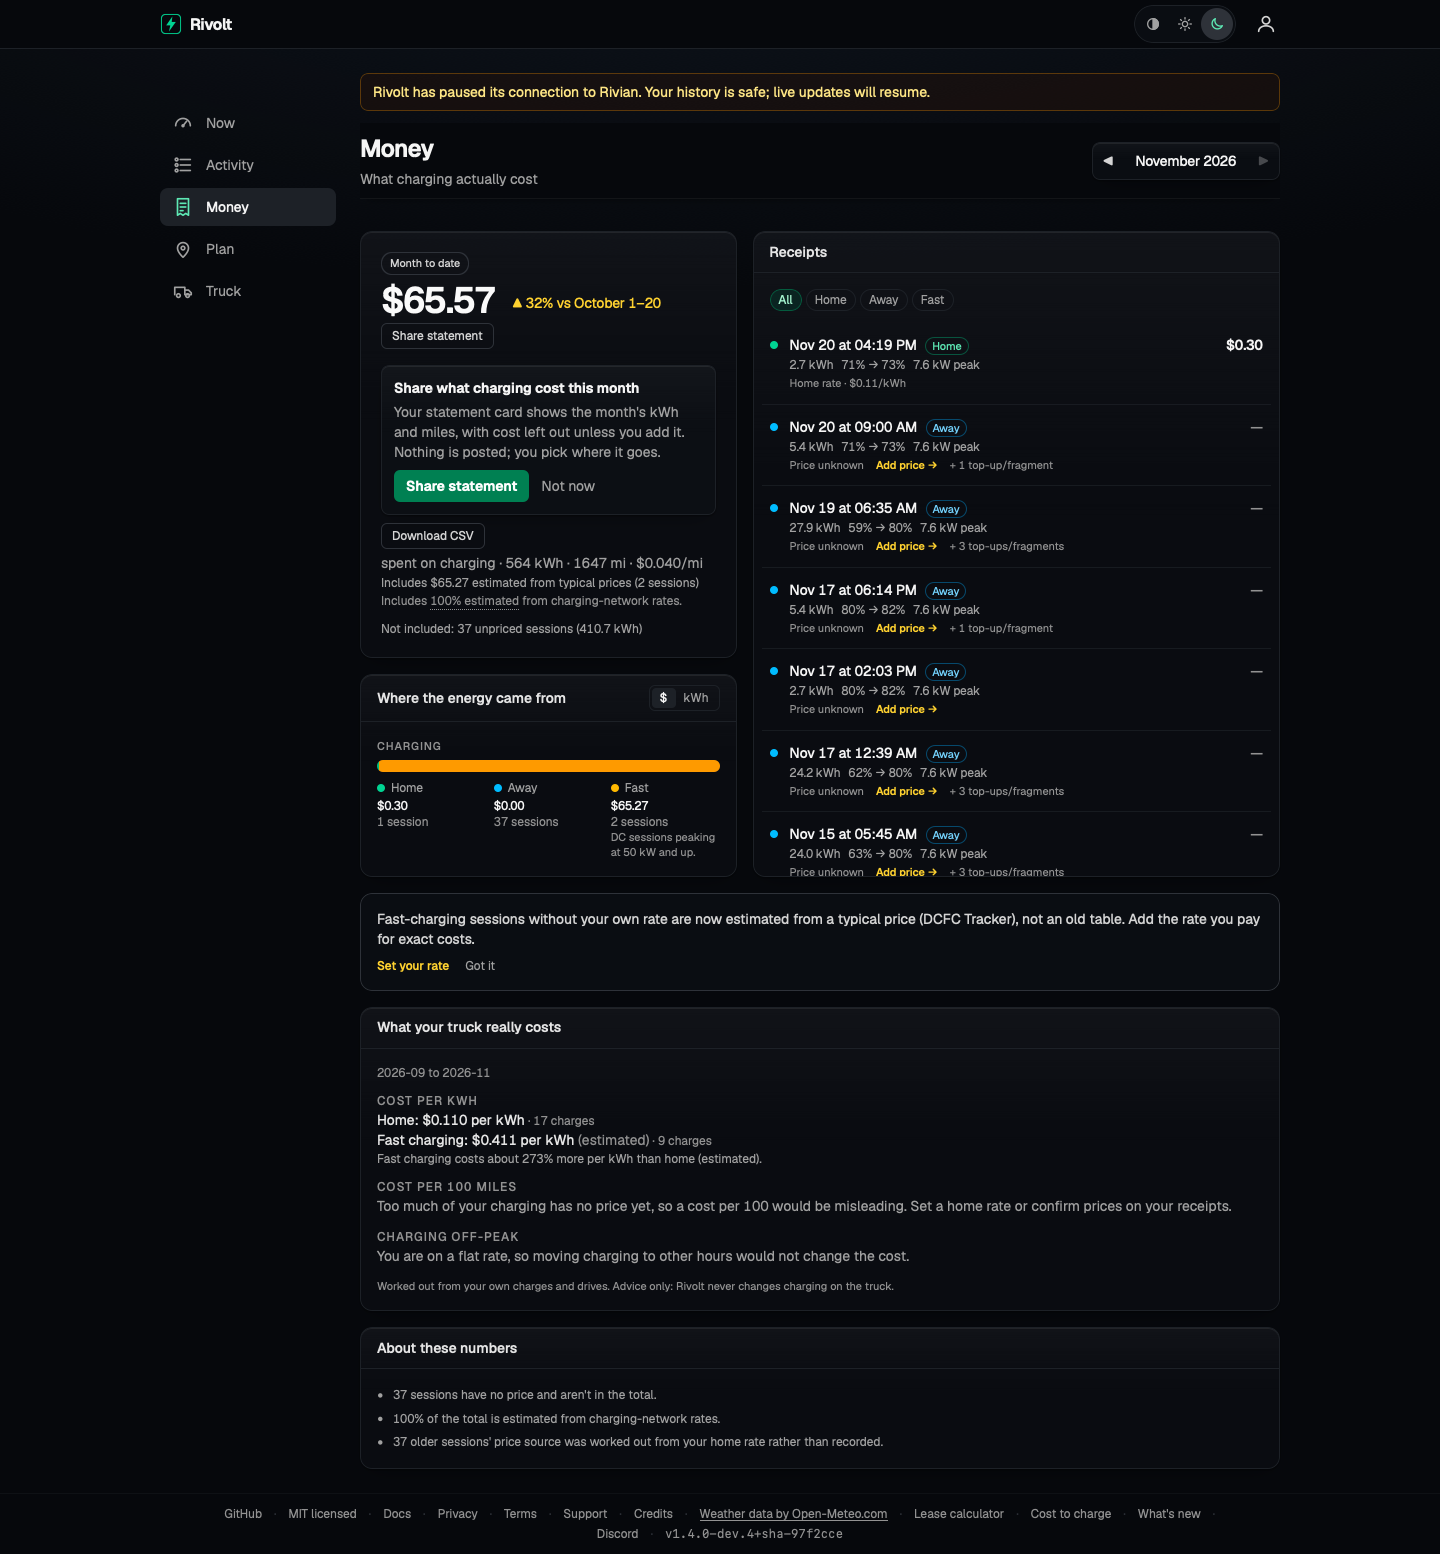 Rivolt
Rivolt has paused its connection to Rivian. Your history is safe; live updates will resume.
Now
Activity
Money
Plan
Truck
Money
What charging actually cost
◀ November 2026 ▶
Month to date
$65.57 ▲ 32% vs October 1–20
Share statement
Share what charging cost this month
Your statement card shows the month's kWh
and miles, with cost left out unless you add it.
Nothing is posted; you pick where it goes.
Share statement Not now
Download CSV
spent on charging · 564 kWh · 1647 mi · $0.040/mi
Includes $65.27 estimated from typical prices (2 sessions)
Includes 100% estimated from charging-network rates.
Not included: 37 unpriced sessions (410.7 kWh)
Where the energy came from $ kWh
CHARGING
Home Away Fast
$0.30 $0.00 $65.27
1 session 37 sessions 2 sessions
DC sessions peaking
at 50 kW and up.
Receipts
All Home Away Fast
Nov 20 at 04:19 PM Home $0.30
2.7 kWh 71% → 73% 7.6 kW peak
Home rate · $0.11/kWh
Nov 20 at 09:00 AM Away —
5.4 kWh 71% → 73% 7.6 kW peak
Price unknown Add price → + 1 top-up/fragment
Nov 19 at 06:35 AM Away —
27.9 kWh 59% → 80% 7.6 kW peak
Price unknown Add price → + 3 top-ups/fragments
Nov 17 at 06:14 PM Away —
5.4 kWh 80% → 82% 7.6 kW peak
Price unknown Add price → + 1 top-up/fragment
Nov 17 at 02:03 PM Away —
2.7 kWh 80% → 82% 7.6 kW peak
Price unknown Add price →
Nov 17 at 12:39 AM Away —
24.2 kWh 62% → 80% 7.6 kW peak
Price unknown Add price → + 3 top-ups/fragments
Nov 15 at 05:45 AM Away —
24.0 kWh 63% → 80% 7.6 kW peak
Price unknown Add price → + 3 top-ups/fragments
Fast-charging sessions without your own rate are now estimated from a typical price (DCFC Tracker), not an old table. Add the rate you pay
for exact costs.
Set your rate Got it
What your truck really costs
2026-09 to 2026-11
COST PER KWH
Home: $0.110 per kWh · 17 charges
Fast charging: $0.411 per kWh (estimated) · 9 charges
Fast charging costs about 273% more per kWh than home (estimated).
COST PER 100 MILES
Too much of your charging has no price yet, so a cost per 100 would be misleading. Set a home rate or confirm prices on your receipts.
CHARGING OFF-PEAK
You are on a flat rate, so moving charging to other hours would not change the cost.
Worked out from your own charges and drives. Advice only: Rivolt never changes charging on the truck.
About these numbers
• 37 sessions have no price and aren't in the total.
• 100% of the total is estimated from charging-network rates.
• 37 older sessions' price source was worked out from your home rate rather than recorded.
GitHub · MIT licensed · Docs · Privacy · Terms · Support · Credits · Weather data by Open-Meteo.com · Lease calculator · Cost to charge · What's new ·
Discord · v1.4.0-dev.4+sha-97f2cce